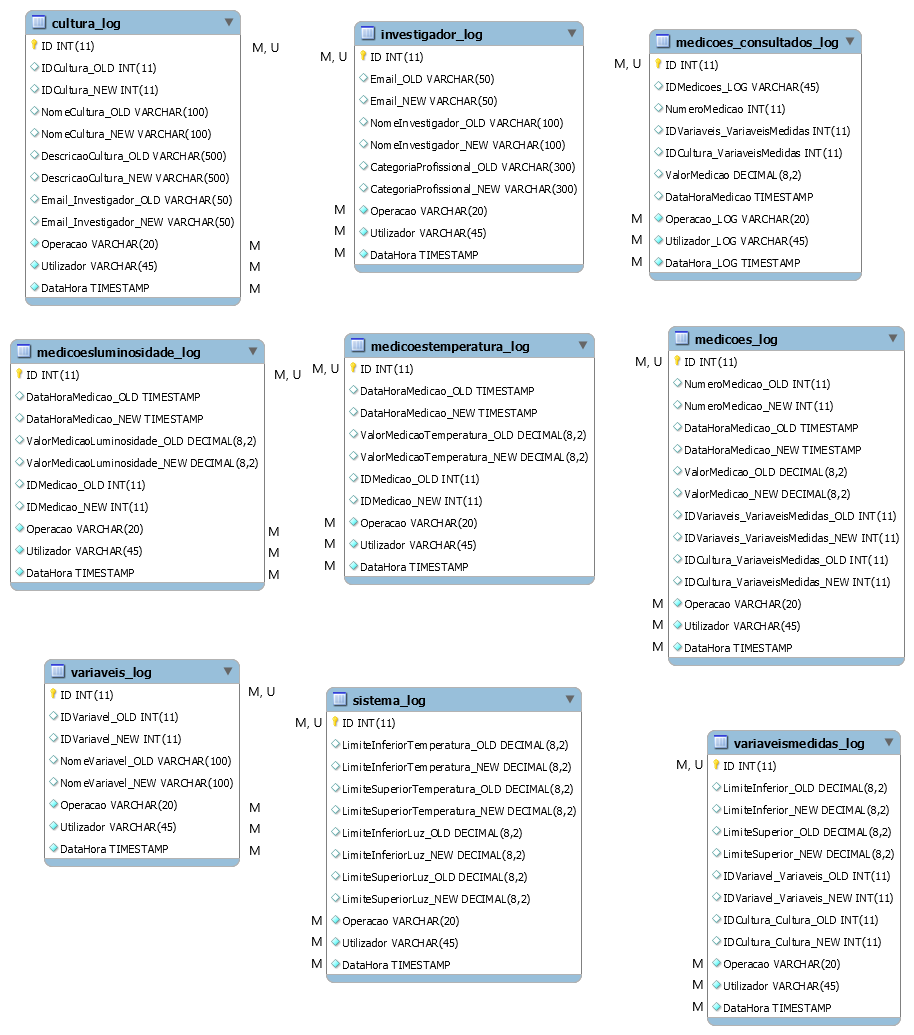 cultura_log
ID INT(11)
M, U
IDCultura_OLD INT(11)
IDCultura_NEW INT(11)
NomeCultura_OLD VARCHAR(100)
NomeCultura_NEW VARCHAR(100)
DescricaoCultura_OLD VARCHAR(500)
DescricaoCultura_NEW VARCHAR(500)
Email_Investigador_OLD VARCHAR(50)
Email_Investigador_NEW VARCHAR(50)
Operacao VARCHAR(20)
M
Utilizador VARCHAR(45)
M
DataHora TIMESTAMP
M
investigador_log
M, U
ID INT(11)
Email_OLD VARCHAR(50)
Email_NEW VARCHAR(50)
NomeInvestigador_OLD VARCHAR(100)
NomeInvestigador_NEW VARCHAR(100)
CategoriaProfissional_OLD VARCHAR(300)
CategoriaProfissional_NEW VARCHAR(300)
M
Operacao VARCHAR(20)
M
Utilizador VARCHAR(45)
M
DataHora TIMESTAMP
medicoes_consultados_log
M, U
ID INT(11)
IDMedicoes_LOG VARCHAR(45)
NumeroMedicao INT(11)
IDVariaveis_VariaveisMedidas INT(11)
IDCultura_VariaveisMedidas INT(11)
ValorMedicao DECIMAL(8,2)
DataHoraMedicao TIMESTAMP
M
Operacao_LOG VARCHAR(20)
M
Utilizador_LOG VARCHAR(45)
M
DataHora_LOG TIMESTAMP
medicoesluminosidade_log
ID INT(11)
M, U
DataHoraMedicao_OLD TIMESTAMP
DataHoraMedicao_NEW TIMESTAMP
ValorMedicaoLuminosidade_OLD DECIMAL(8,2)
ValorMedicaoLuminosidade_NEW DECIMAL(8,2)
IDMedicao_OLD INT(11)
IDMedicao_NEW INT(11)
Operacao VARCHAR(20)
M
Utilizador VARCHAR(45)
M
DataHora TIMESTAMP
M
medicoestemperatura_log
M, U
ID INT(11)
DataHoraMedicao_OLD TIMESTAMP
DataHoraMedicao_NEW TIMESTAMP
ValorMedicaoTemperatura_OLD DECIMAL(8,2)
ValorMedicaoTemperatura_NEW DECIMAL(8,2)
IDMedicao_OLD INT(11)
IDMedicao_NEW INT(11)
M
Operacao VARCHAR(20)
M
Utilizador VARCHAR(45)
M
DataHora TIMESTAMP
medicoes_log
M, U
ID INT(11)
NumeroMedicao_OLD INT(11)
NumeroMedicao_NEW INT(11)
DataHoraMedicao_OLD TIMESTAMP
DataHoraMedicao_NEW TIMESTAMP
ValorMedicao_OLD DECIMAL(8,2)
ValorMedicao_NEW DECIMAL(8,2)
IDVariaveis_VariaveisMedidas_OLD INT(11)
IDVariaveis_VariaveisMedidas_NEW INT(11)
IDCultura_VariaveisMedidas_OLD INT(11)
IDCultura_VariaveisMedidas_NEW INT(11)
M
Operacao VARCHAR(20)
M
Utilizador VARCHAR(45)
M
DataHora TIMESTAMP
variaveis_log
ID INT(11)
M, U
IDVariavel_OLD INT(11)
IDVariavel_NEW INT(11)
NomeVariavel_OLD VARCHAR(100)
NomeVariavel_NEW VARCHAR(100)
Operacao VARCHAR(20)
M
Utilizador VARCHAR(45)
M
DataHora TIMESTAMP
M
sistema_log
M, U
ID INT(11)
LimiteInferiorTemperatura_OLD DECIMAL(8,2)
LimiteInferiorTemperatura_NEW DECIMAL(8,2)
LimiteSuperiorTemperatura_OLD DECIMAL(8,2)
LimiteSuperiorTemperatura_NEW DECIMAL(8,2)
LimiteInferiorLuz_OLD DECIMAL(8,2)
LimiteInferiorLuz_NEW DECIMAL(8,2)
LimiteSuperiorLuz_OLD DECIMAL(8,2)
LimiteSuperiorLuz_NEW DECIMAL(8,2)
M
Operacao VARCHAR(20)
M
Utilizador VARCHAR(45)
M
DataHora TIMESTAMP
variaveismedidas_log
M, U
ID INT(11)
LimiteInferior_OLD DECIMAL(8,2)
LimiteInferior_NEW DECIMAL(8,2)
LimiteSuperior_OLD DECIMAL(8,2)
LimiteSuperior_NEW DECIMAL(8,2)
IDVariavel_Variaveis_OLD INT(11)
IDVariavel_Variaveis_NEW INT(11)
IDCultura_Cultura_OLD INT(11)
IDCultura_Cultura_NEW INT(11)
M
Operacao VARCHAR(20)
M
Utilizador VARCHAR(45)
M
DataHora TIMESTAMP